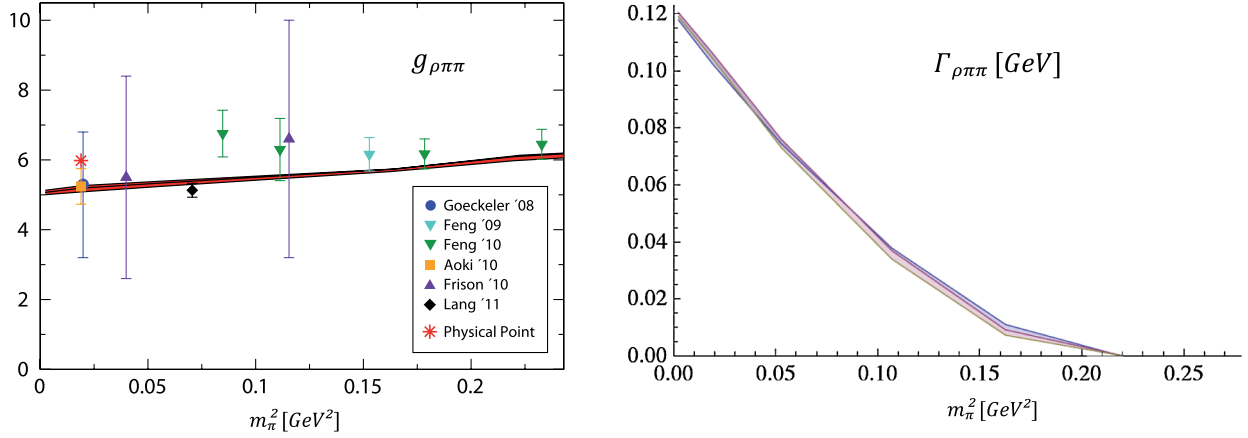 10
8
6
4
2
0
0
0.05
0.1
0.15
0.2
g_ρππ
Goeckeler ´08
Feng ´09
Feng ´10
Aoki ´10
Frison ´10
Lang ´11
Physical Point
m_π^2 [GeV^2]
0.12
0.10
0.08
0.06
0.04
0.02
0.00
0.00
0.05
0.10
0.15
0.20
0.25
Γ_ρππ [GeV]
m_π^2 [GeV^2]